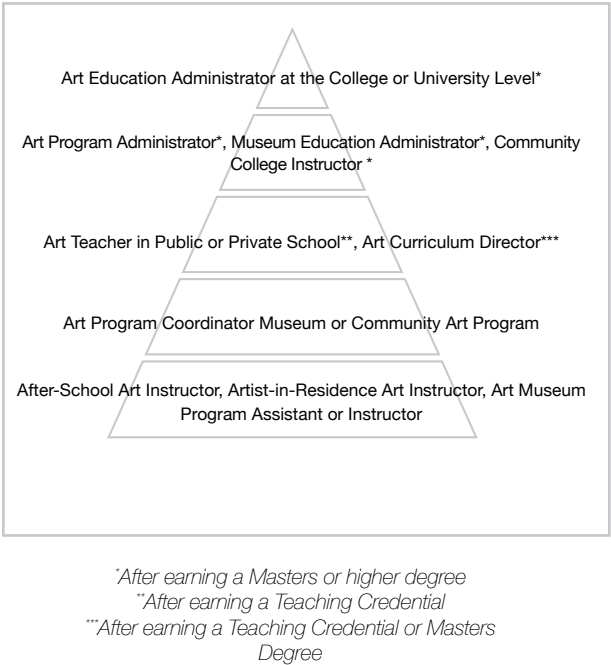 Art Education Administrator at the College or University Level*
Art Program Administrator*, Museum Education Administrator*, Community
College Instructor *
Art Teacher in Public or Private School**, Art Curriculum Director***
Art Program Coordinator Museum or Community Art Program
After-School Art Instructor, Artist-in-Residence Art Instructor, Art Museum
Program Assistant or Instructor
*After earning a Masters or higher degree
**After earning a Teaching Credential
***After earning a Teaching Credential or Masters
Degree